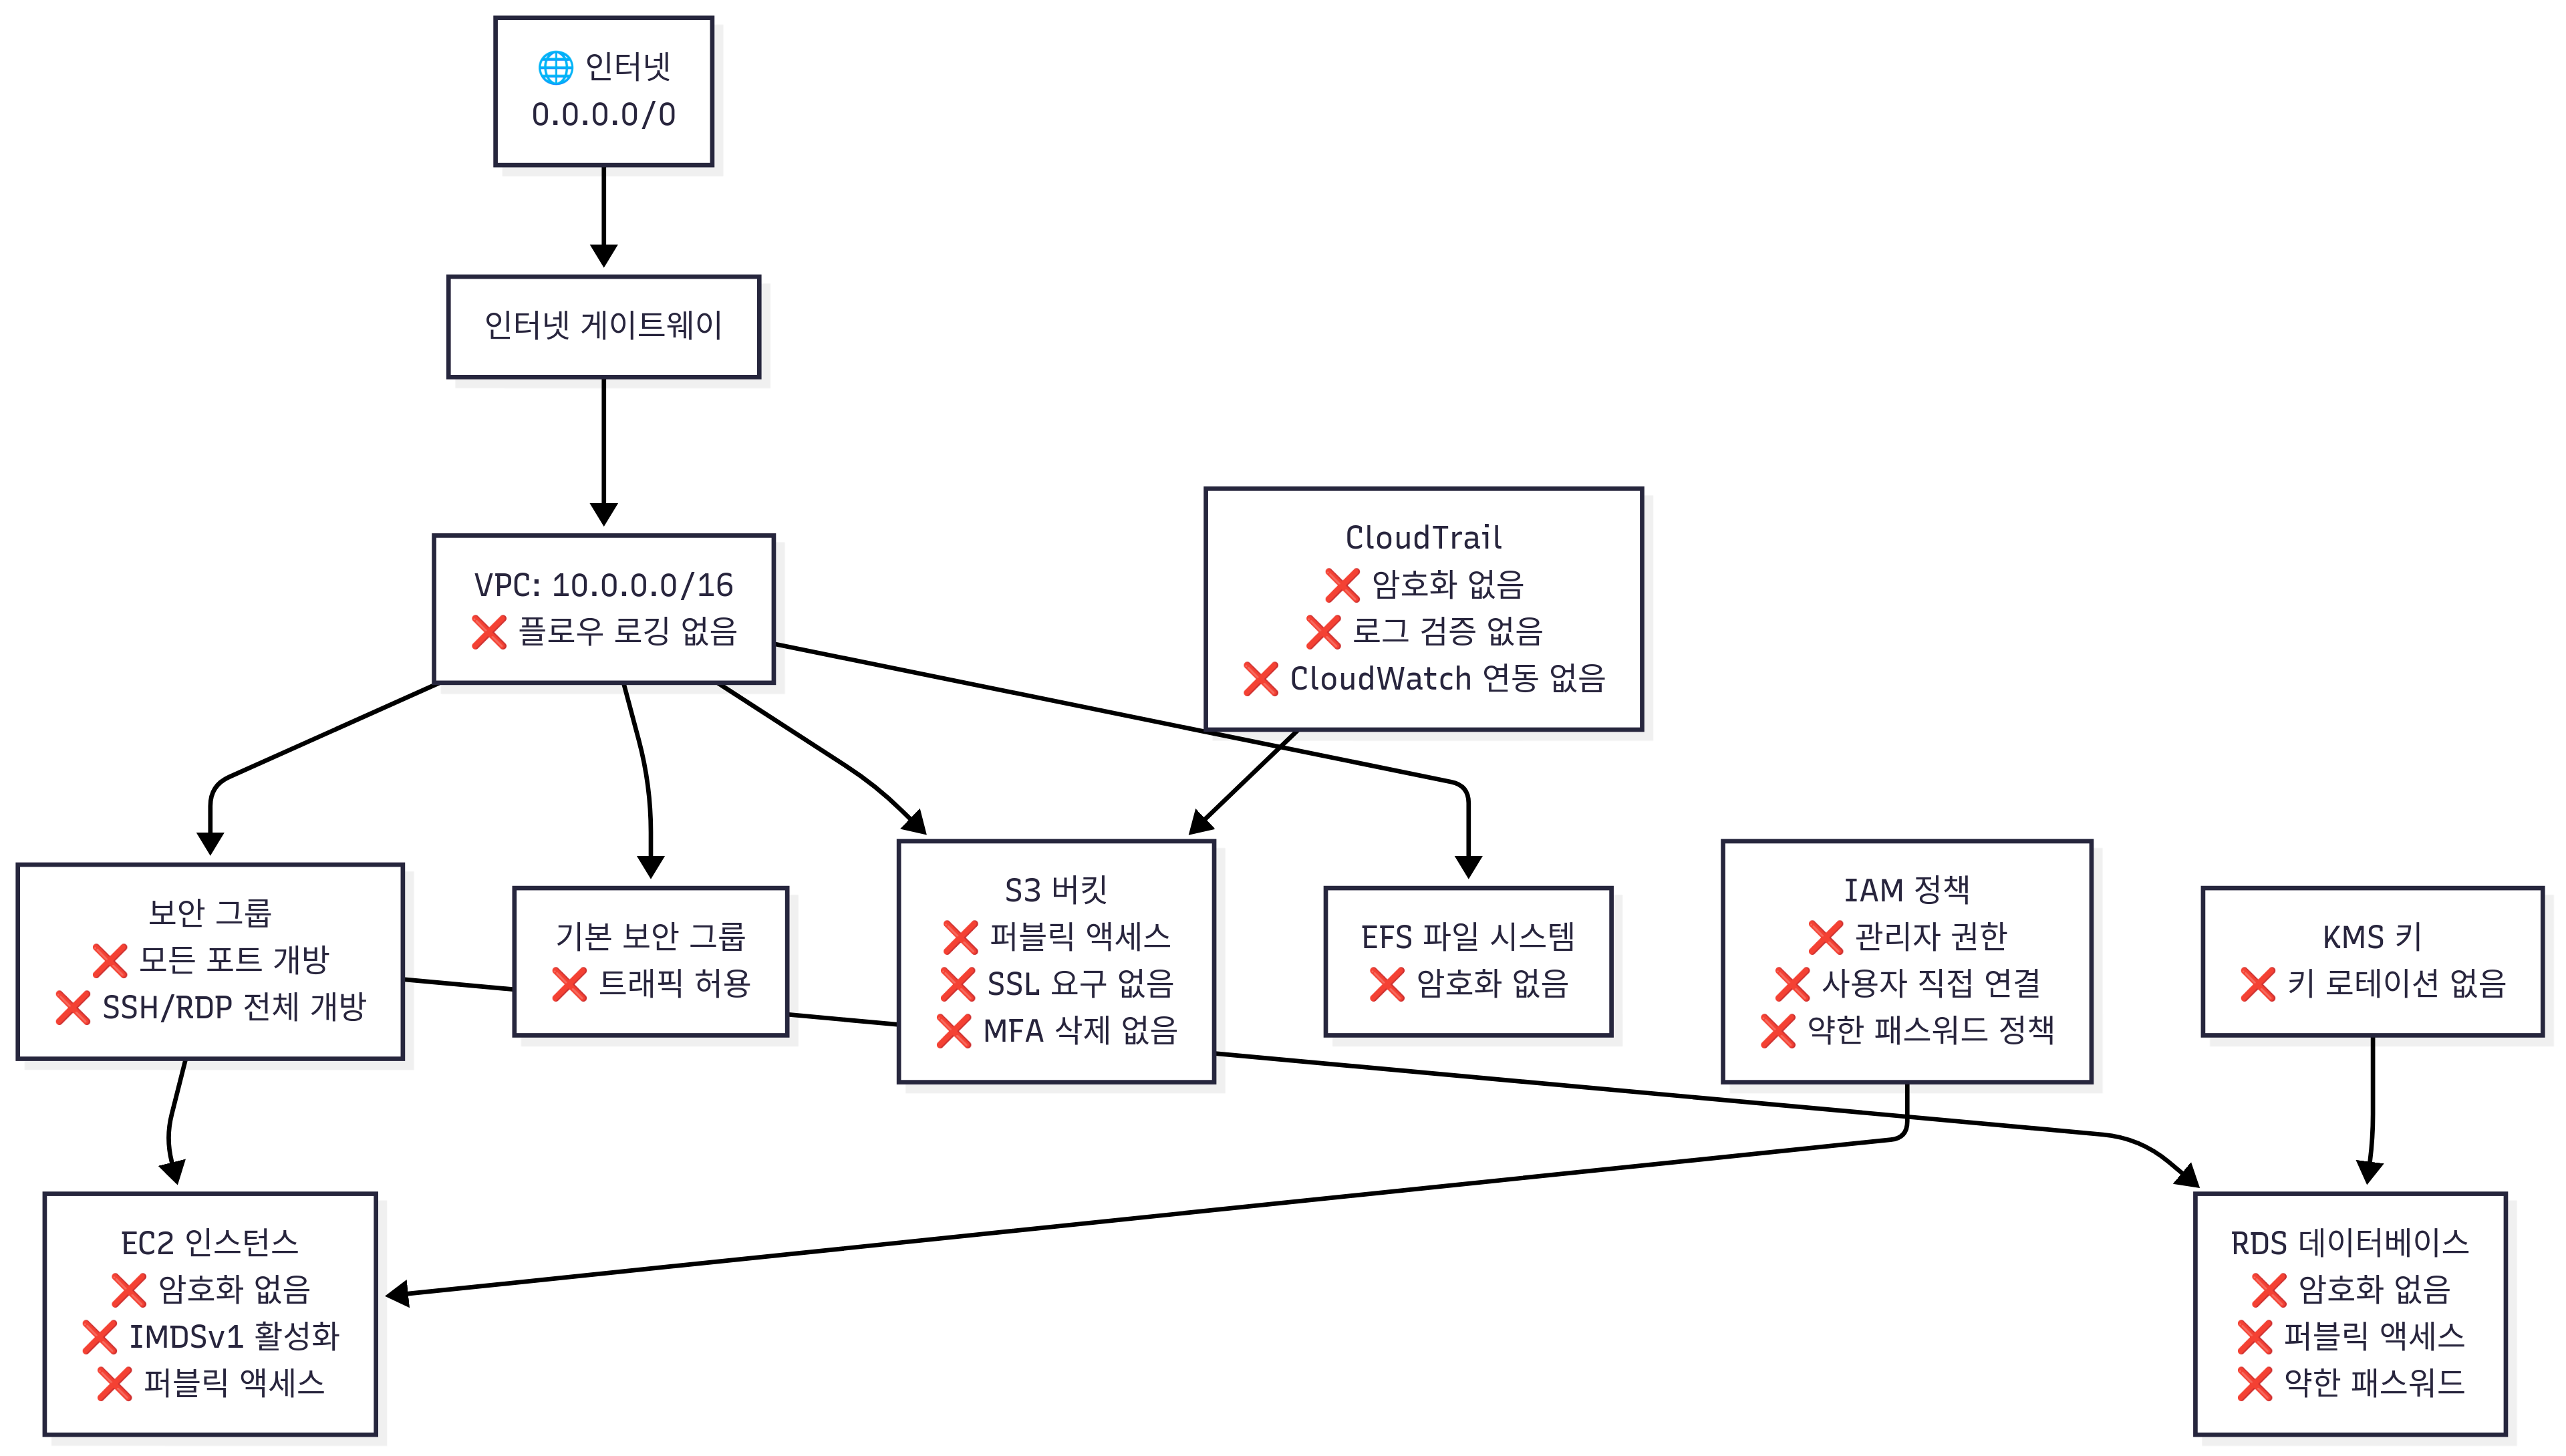 🌐 인터넷
0.0.0.0/0
인터넷 게이트웨이
VPC: 10.0.0.0/16
❌ 플로우 로깅 없음
CloudTrail
❌ 암호화 없음
❌ 로그 검증 없음
❌ CloudWatch 연동 없음
보안 그룹
❌ 모든 포트 개방
❌ SSH/RDP 전체 개방
기본 보안 그룹
❌ 트래픽 허용
S3 버킷
❌ 퍼블릭 액세스
❌ SSL 요구 없음
❌ MFA 삭제 없음
EFS 파일 시스템
❌ 암호화 없음
IAM 정책
❌ 관리자 권한
❌ 사용자 직접 연결
❌ 약한 패스워드 정책
KMS 키
❌ 키 로테이션 없음
EC2 인스턴스
❌ 암호화 없음
❌ IMDSv1 활성화
❌ 퍼블릭 액세스
RDS 데이터베이스
❌ 암호화 없음
❌ 퍼블릭 액세스
❌ 약한 패스워드